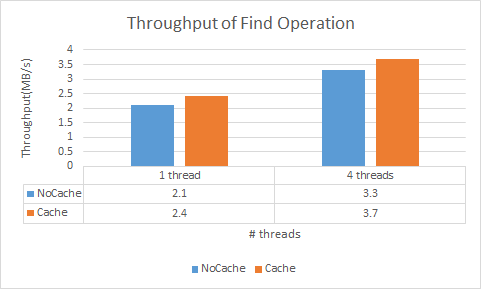 Throughput of Find Operation
Throughput(MB/s)
4
3.5
3
2.5
2
1.5
1
0.5
0
1 thread 4 threads
NoCache 2.1 3.3
Cache 2.4 3.7
# threads
NoCache Cache